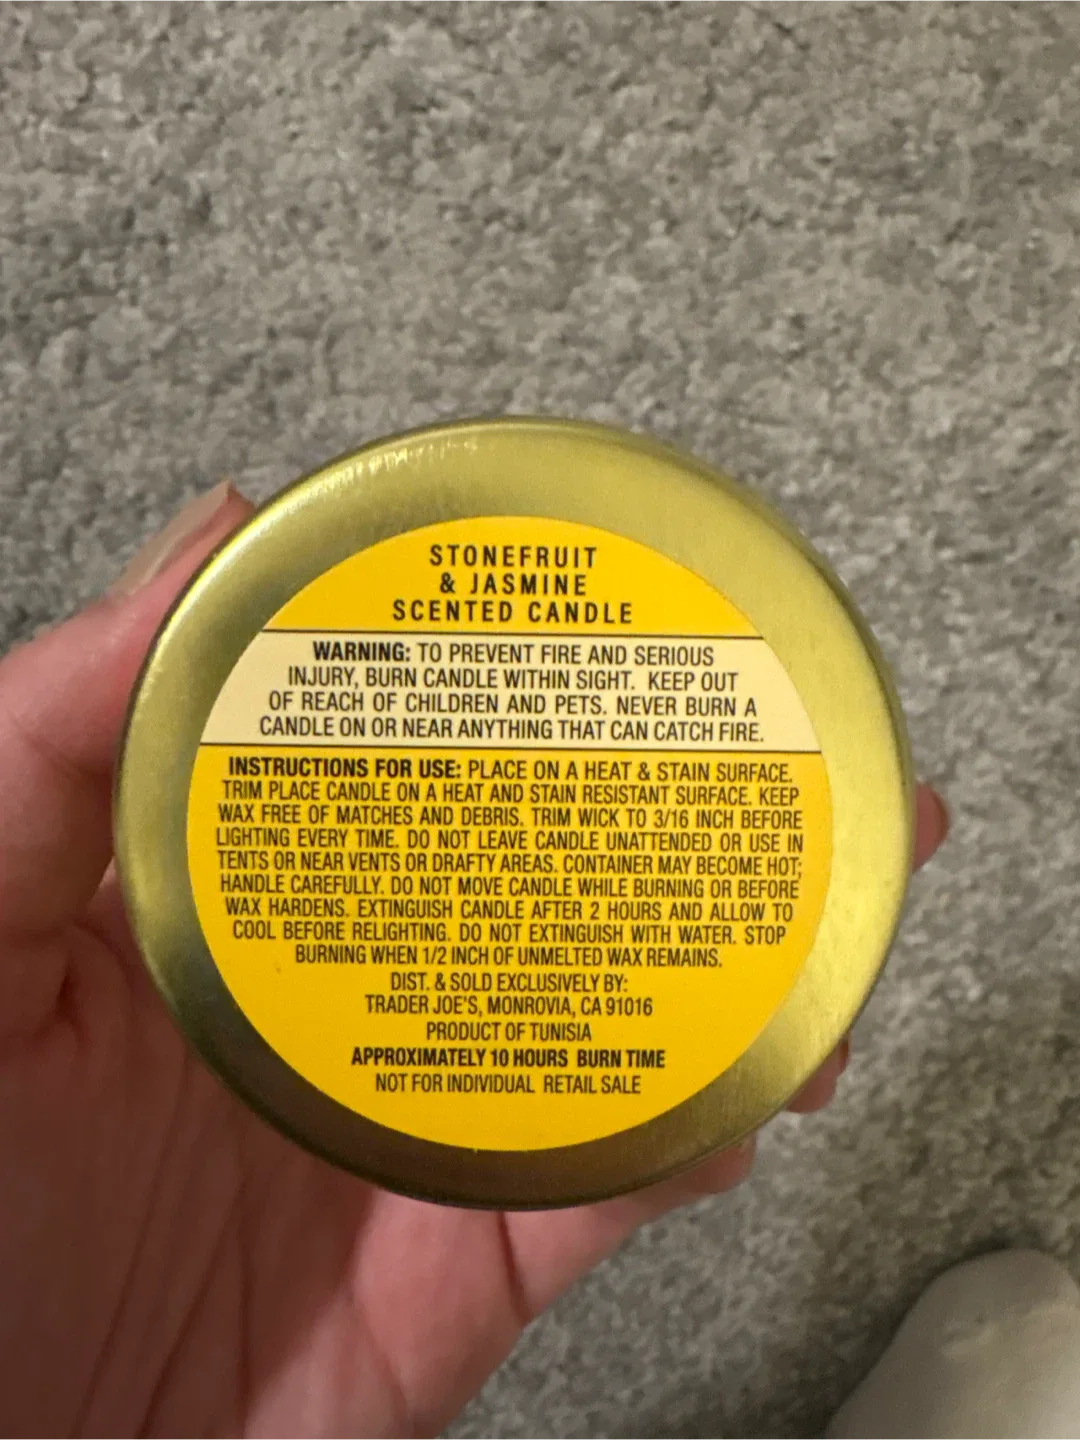 STONEFRUIT
& JASMINE
SCENTED CANDLE
WARNING: TO PREVENT FIRE AND SERIOUS
INJURY, BURN CANDLE WITHIN SIGHT. KEEP OUT
OF REACH OF CHILDREN AND PETS. NEVER BURN A
CANDLE ON OR NEAR ANYTHING THAT CAN CATCH FIRE.
INSTRUCTIONS FOR USE: PLACE ON A HEAT & STAIN SURFACE.
TRIM PLACE CANDLE ON A HEAT AND STAIN RESISTANT SURFACE. KEEP
WAX FREE OF MATCHES AND DEBRIS. TRIM WICK TO 3/16 INCH BEFORE
LIGHTING EVERY TIME. DO NOT LEAVE CANDLE UNATTENDED OR USE IN
TENTS OR NEAR VENTS OR DRAFTY AREAS. CONTAINER MAY BECOME HOT;
HANDLE CAREFULLY. DO NOT MOVE CANDLE WHILE BURNING OR BEFORE
WAX HARDENS. EXTINGUISH CANDLE AFTER 2 HOURS AND ALLOW TO
COOL BEFORE RELIGHTING. DO NOT EXTINGUISH WITH WATER. STOP
BURNING WHEN 1/2 INCH OF UNMELTED WAX REMAINS.
DIST. & SOLD EXCLUSIVELY BY:
TRADER JOE'S, MONROVIA, CA 91016
PRODUCT OF TUNISIA
APPROXIMATELY 10 HOURS BURN TIME
NOT FOR INDIVIDUAL RETAIL SALE